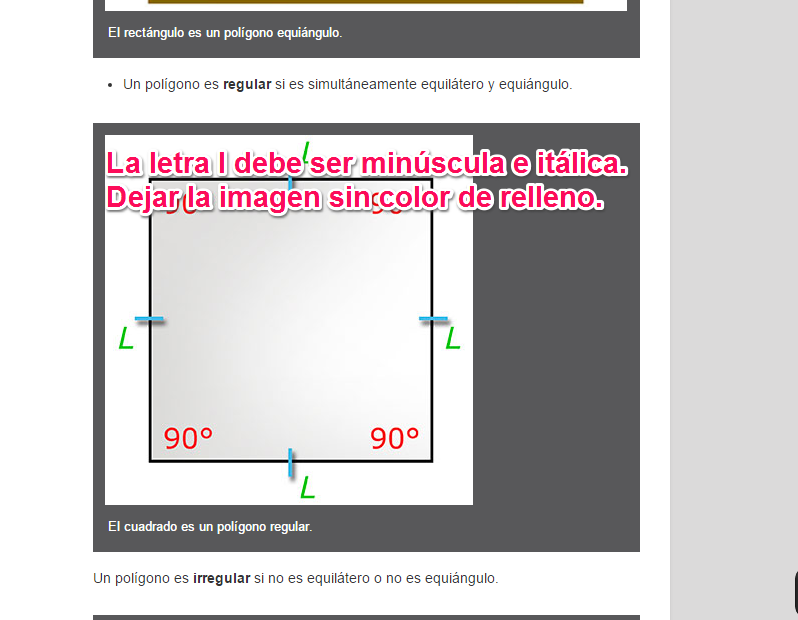 El rectángulo es un polígono equiángulo.
• Un polígono es regular si es simultáneamente equilátero y equiángulo.
L
La letra l debe ser minúscula e itálica.
Dejar la imagen sin color de relleno.
90° 90°
L L
90° 90°
L
El cuadrado es un polígono regular.
Un polígono es irregular si no es equilátero o no es equiángulo.